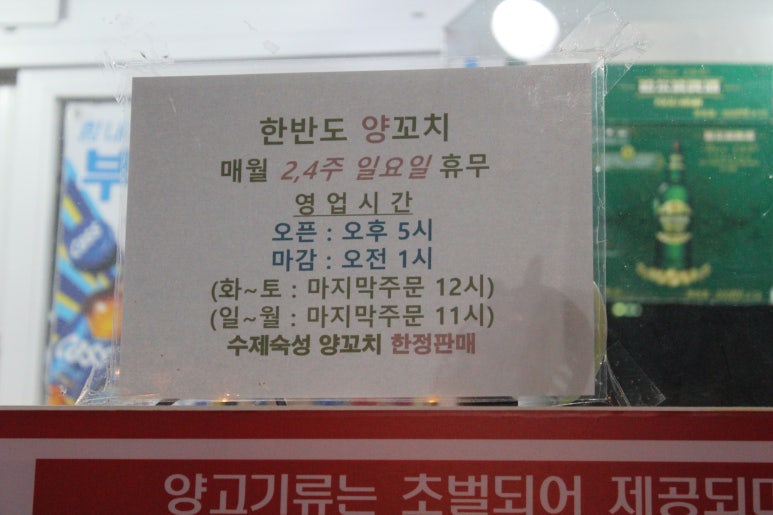 한반도 양꼬치
매월 2,4주 일요일 휴무
영업시간
오픈 : 오후 5시
마감 : 오전 1시
(화~토 : 마지막주문 12시)
(일~월 : 마지막주문 11시)
수제숙성 양꼬치 한정판매
양고기류는 초벌되어 제공되